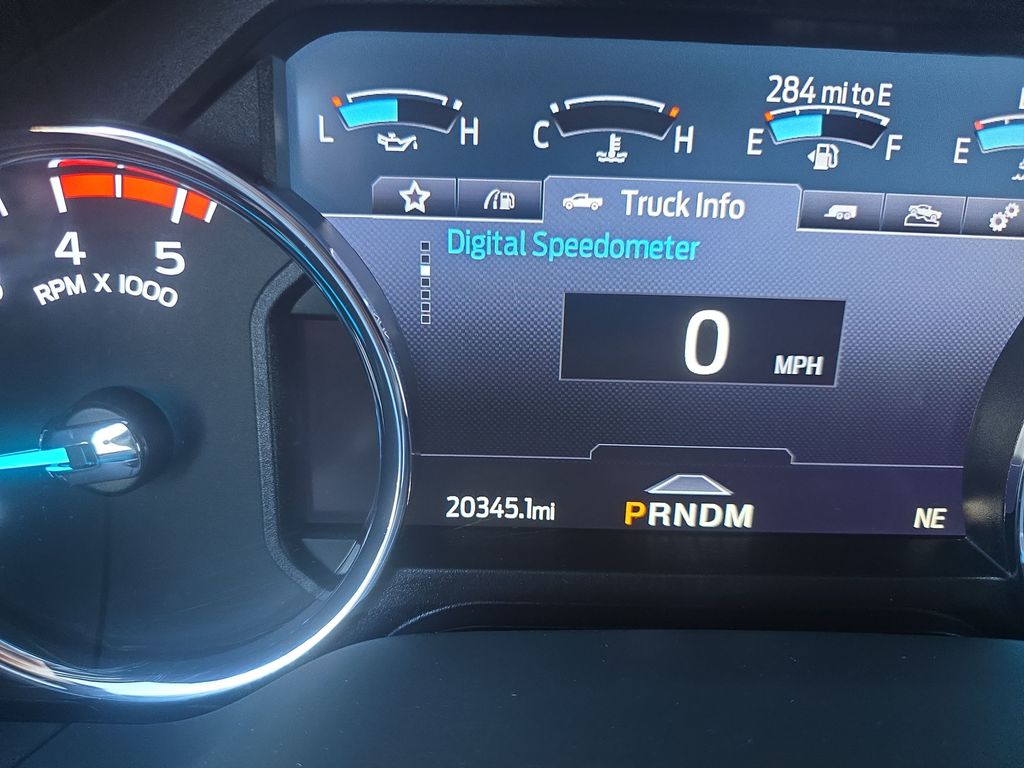 284 mi to E
L H
C H
E F
E
Truck Info
Digital Speedometer
4 5
RPM X 1000
0 MPH
20345.1mi
PRNDM
NE